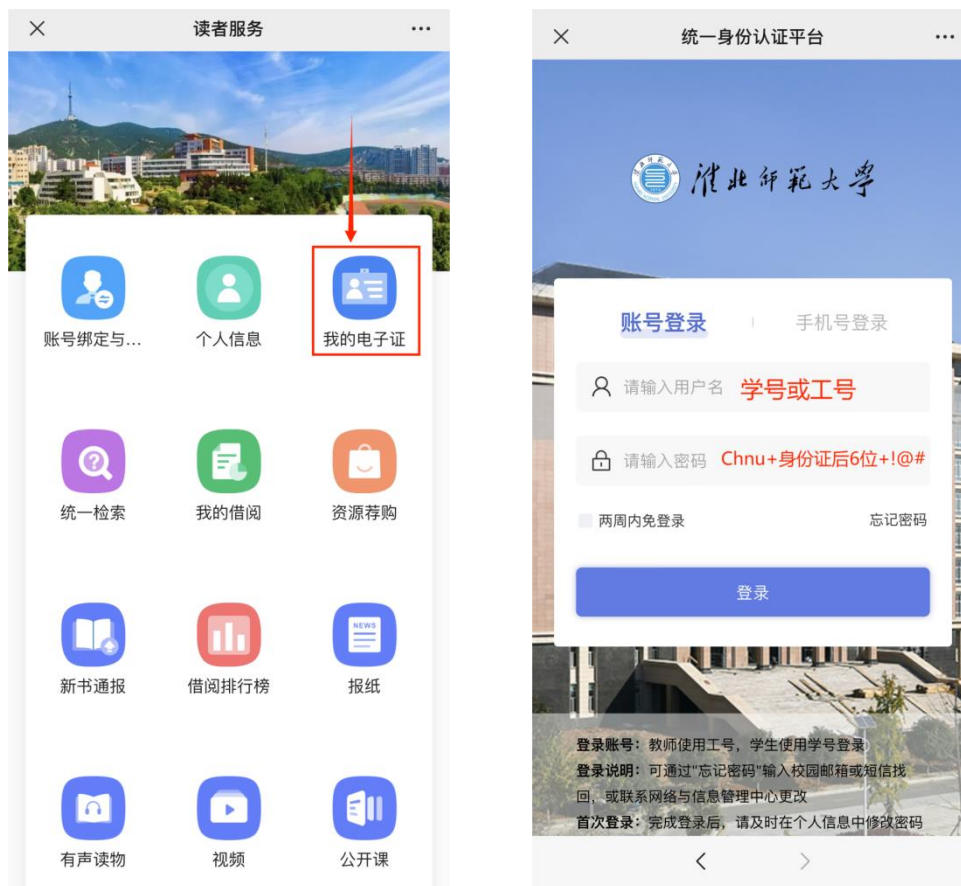 读者服务
账号绑定与...
个人信息
我的电子证
统一检索
我的借阅
资源荐购
新书通报
借阅排行榜
NEWS
报纸
有声读物
视频
公开课
统一身份认证平台
淮北师范大学
账号登录
手机号登录
请输入用户名 学号或工号
请输入密码 Chnu+身份证后6位+!@#
两周内免登录
忘记密码
登录
登录账号：教师使用工号，学生使用学号登录
登录说明：可通过"忘记密码"输入校园邮箱或短信找
回，或联系网络与信息管理中心更改
首次登录：完成登录后，请及时在个人信息中修改密码